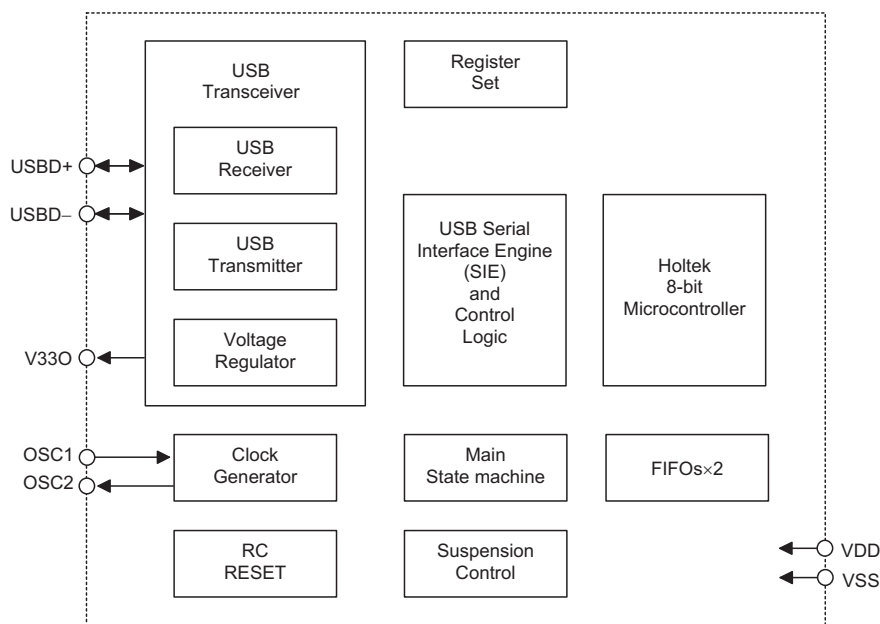 USB
Transceiver
USB
Receiver
USB
Transmitter
Voltage
Regulator
Register
Set
USBD+
USBD−
V33O
OSC1
OSC2
USB Serial
Interface Engine
(SIE)
and
Control
Logic
Holtek
8-bit
Microcontroller
Clock
Generator
Main
State machine
FIFOs×2
RC
RESET
Suspension
Control
VDD
VSS